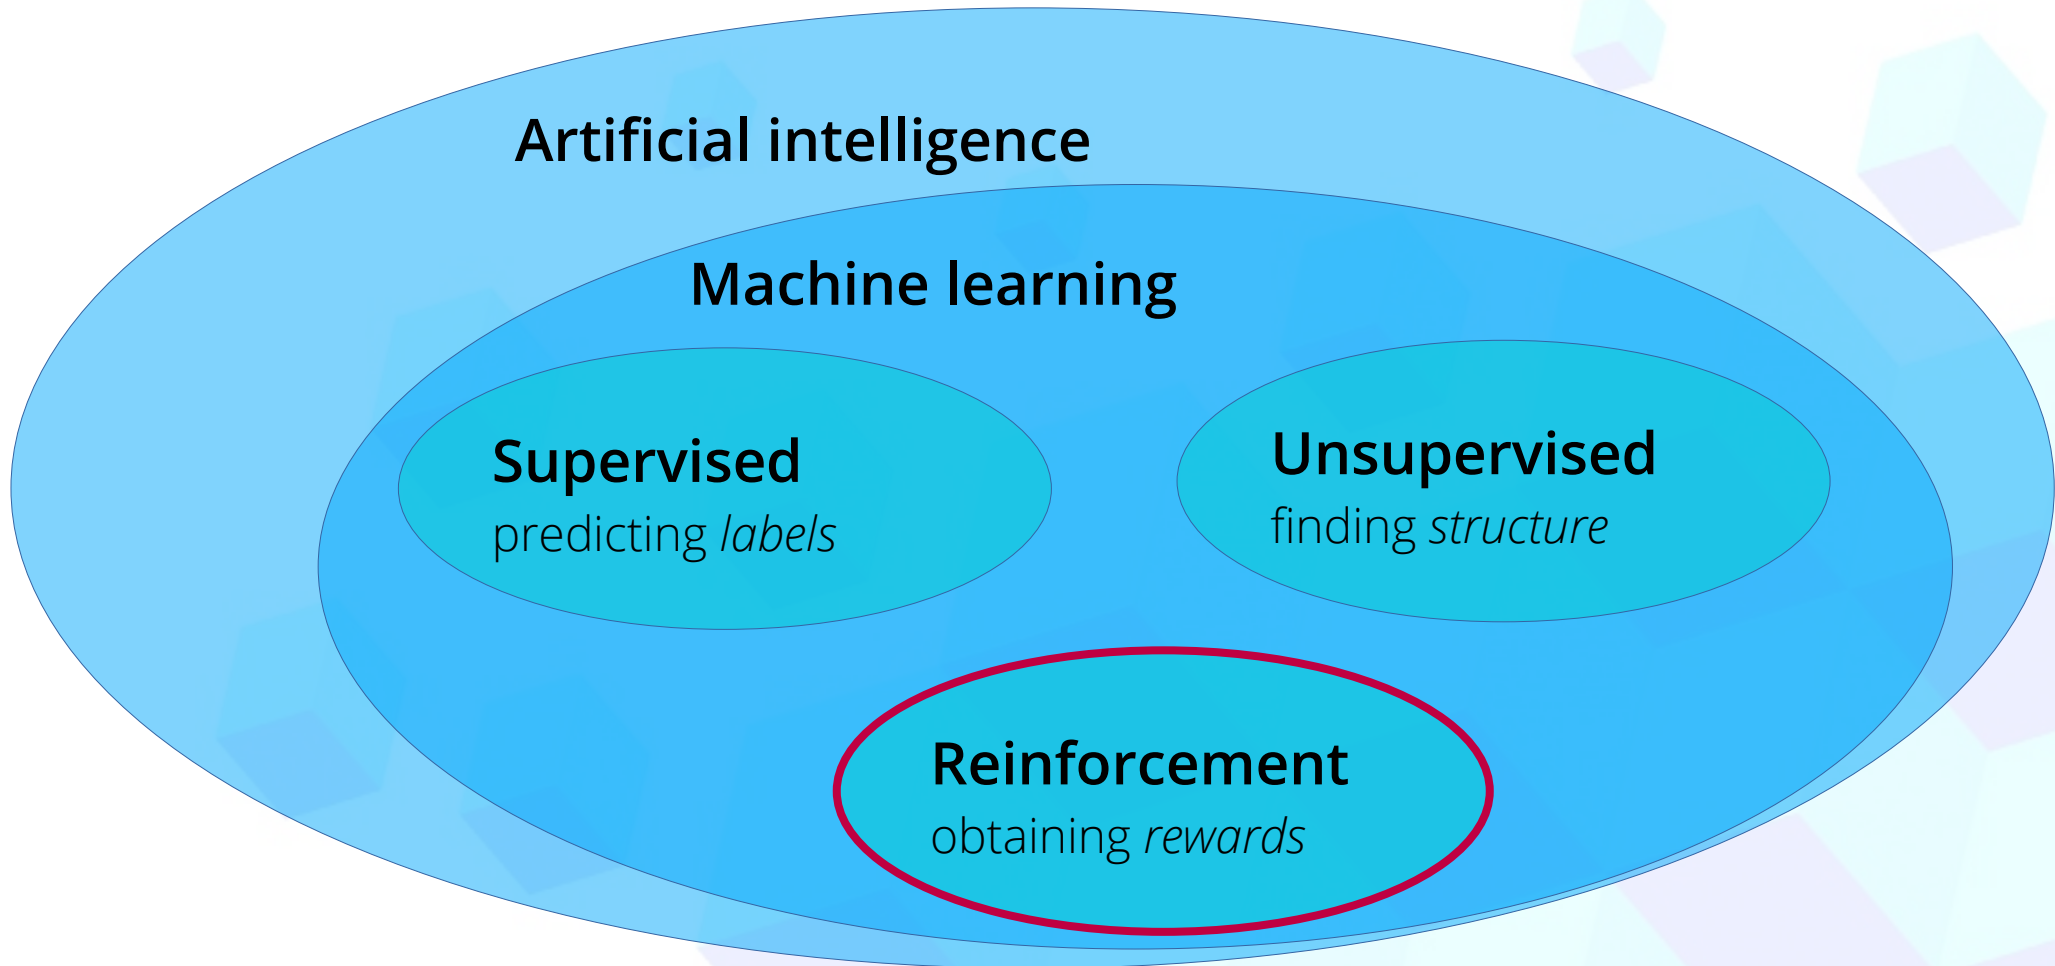 Artificial intelligence
Machine learning
Supervised
predicting labels
Unsupervised
finding structure
Reinforcement
obtaining rewards